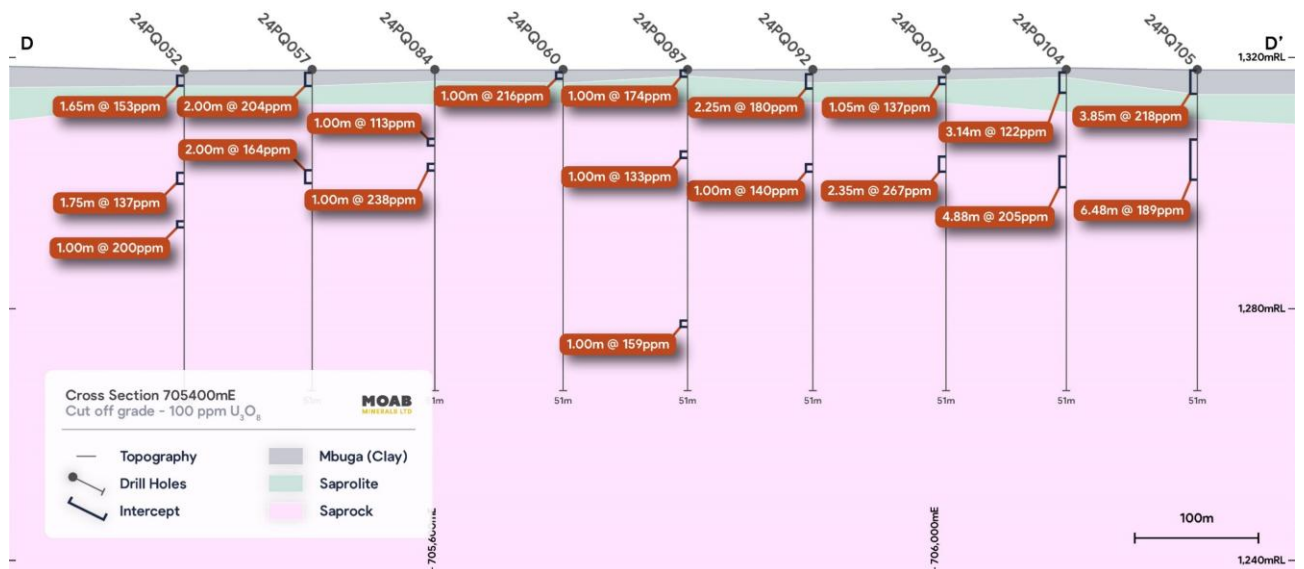 D
24PQ052
24PQ057
24PQ084
24PQ060
24PQ087
24PQ092
24PQ097
24PQ104
24PQ105
D'
1,320mRL
1.65m @ 153ppm
2.00m @ 204ppm
1.00m @ 216ppm
1.00m @ 174ppm
2.25m @ 180ppm
1.05m @ 137ppm
3.85m @ 218ppm
1.00m @ 113ppm
3.14m @ 122ppm
2.00m @ 164ppm
1.00m @ 133ppm
1.00m @ 140ppm
2.35m @ 267ppm
1.75m @ 137ppm
1.00m @ 238ppm
4.88m @ 205ppm
6.48m @ 189ppm
1.00m @ 200ppm
1,280mRL
1.00m @ 159ppm
51m
51m
51m
51m
51m
51m
51m
Cross Section 705400mE
Cut off grade - 100 ppm U₃O₈
MOAB
MINERALS LTD
Topography
Drill Holes
Intercept
Mbuga (Clay)
Saprolite
Saprock
706,000mE
100m
1,240mRL